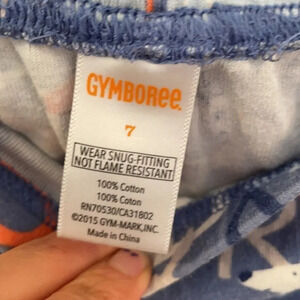 GYMBOREE
7
WEAR SNUG-FITTING
NOT FLAME RESISTANT
100% Cotton
100% Coton
RN70530/CA31802
©2015 GYM-MARK,INC.
Made in China